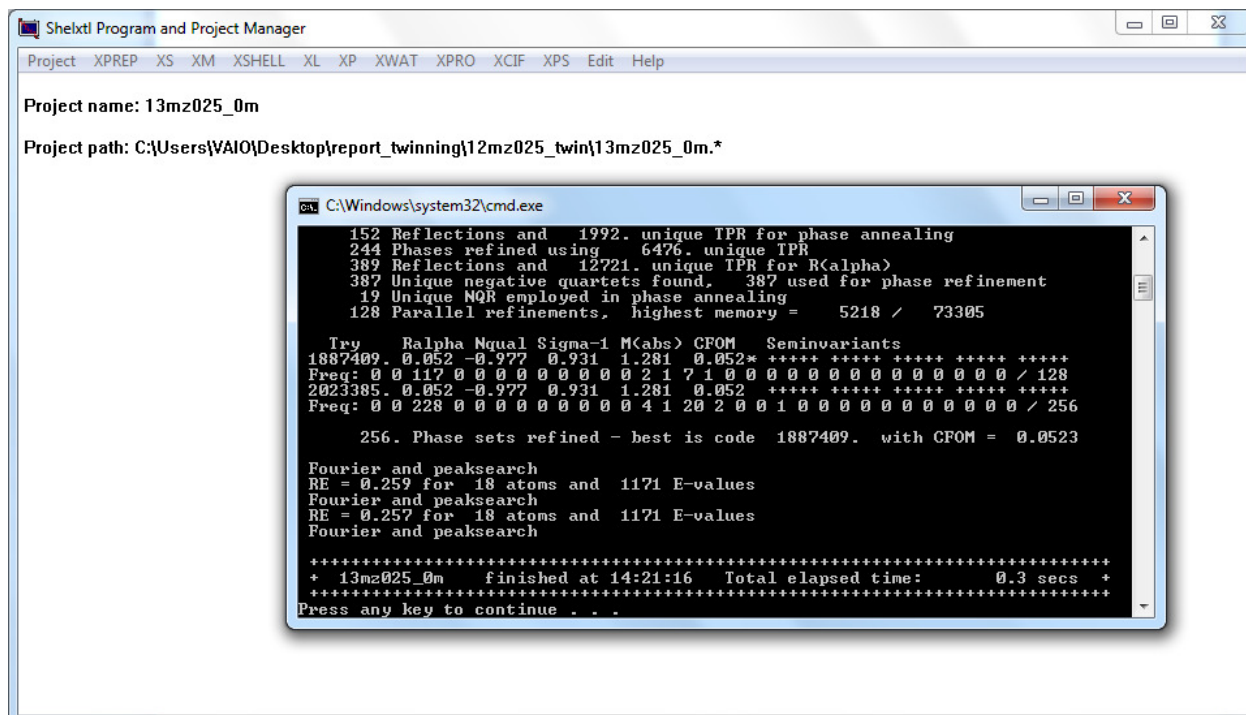 Shelxtl Program and Project Manager
Project XPREP XS XM XSHELL XL XP XWAT XPRO XCIF XPS Edit Help
Project name: 13mz025_0m
Project path: C:\Users\VAIO\Desktop\report_twinning\12mz025_twin\13mz025_0m.*
C:\Windows\system32\cmd.exe
152 Reflections and 1992. unique TPR for phase annealing
244 Phases refined using 6476. unique TPR
389 Reflections and 12721. unique TPR for R(alpha)
387 Unique negative quartets found, 387 used for phase refinement
19 Unique NQR employed in phase annealing
128 Parallel refinements, highest memory = 5218 / 73305
Try Ralpha Nqual Sigma-1 M(abs) CFOM Seminvariants
1887409. 0.052 -0.977 0.931 1.281 0.052* +++++ +++++ +++++ +++++ +++++
Freq: 0 0 117 0 0 0 0 0 0 0 0 2 1 7 1 0 0 0 0 0 0 0 0 0 0 0 0 0 / 128
2023385. 0.052 -0.977 0.931 1.281 0.052 +++++ +++++ +++++ +++++ +++++
Freq: 0 0 228 0 0 0 0 0 0 0 0 4 1 20 2 0 0 1 0 0 0 0 0 0 0 0 0 0 / 256
256. Phase sets refined - best is code 1887409. with CFOM = 0.0523
Fourier and peaksearch
RE = 0.259 for 18 atoms and 1171 E-values
Fourier and peaksearch
RE = 0.257 for 18 atoms and 1171 E-values
Fourier and peaksearch
++++++++++++++++++++++++++++++++++++++++++++++++++++++++++++++++++++++++
+ 13mz025_0m finished at 14:21:16 Total elapsed time: 0.3 secs +
++++++++++++++++++++++++++++++++++++++++++++++++++++++++++++++++++++++++
Press any key to continue . . .